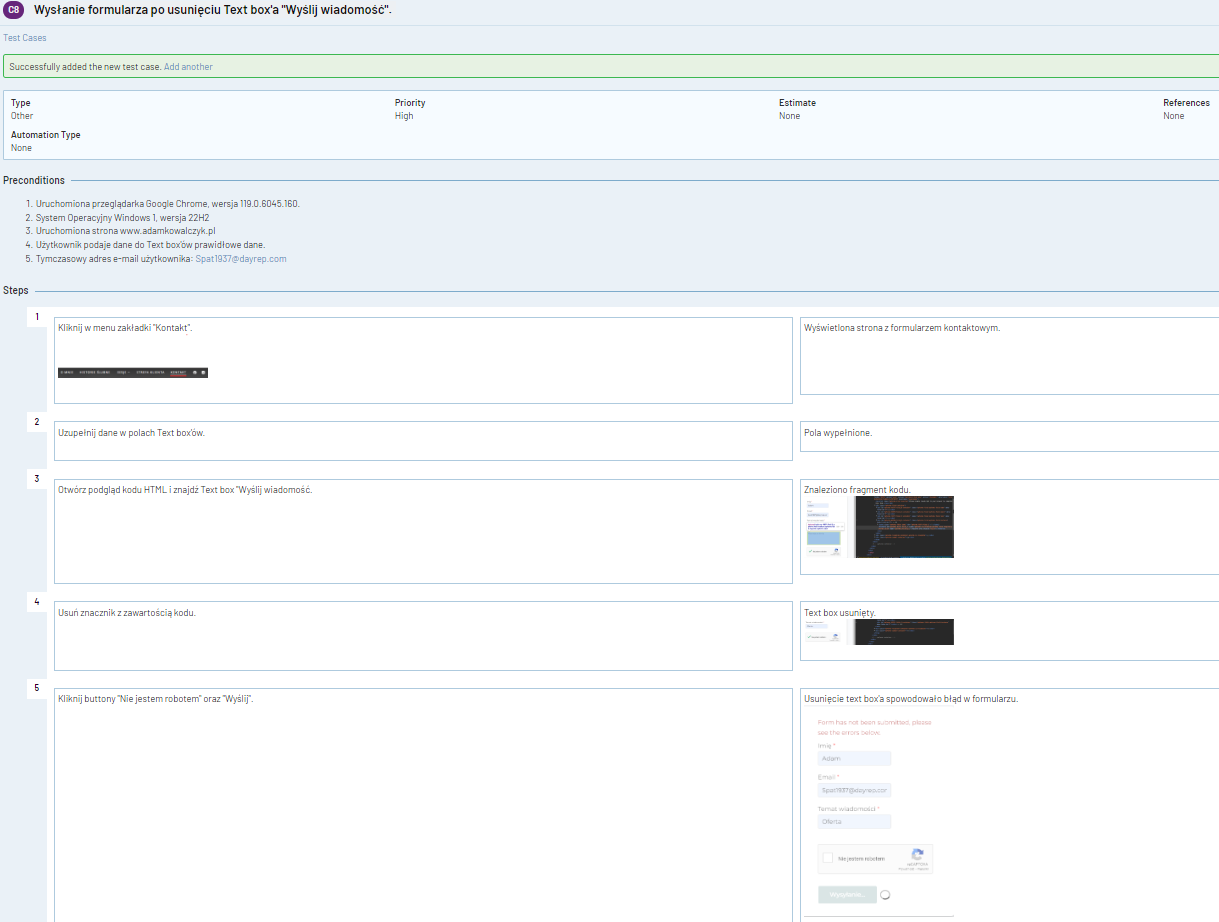 C8 Wysłanie formularza po usunięciu Text box'a "Wyślij wiadomość".
Test Cases
Successfully added the new test case. Add another
Type Priority Estimate References
Other High None None
Automation Type
None
Preconditions
1. Uruchomiona przeglądarka Google Chrome, wersja 119.0.6045.160.
2. System Operacyjny Windows 1, wersja 22H2
3. Uruchomiona strona www.adamkowalczyk.pl
4. Użytkownik podaje dane do Text box'ów prawidłowe dane.
5. Tymczasowy adres e-mail użytkownika: Spat1937@dayrep.com
Steps
1
Kliknij w menu zakładki "Kontakt".
Wyświetlona strona z formularzem kontaktowym.
KONTAKT
2
Uzupełnij dane w polach Text box'ów.
Pola wypełnione.
3
Otwórz podgląd kodu HTML i znajdź Text box "Wyślij wiadomość.
Znaleziono fragment kodu.
4
Usuń znacznik z zawartością kodu.
Text box usunięty.
5
Kliknij buttony "Nie jestem robotem" oraz "Wyślij".
Usunięcie text box'a spowodowało błąd w formularzu.
Form has not been submitted, please
see the errors below.
Imię *
Adam
Email *
Spat1937@dayrep.com
Temat wiadomości *
Oferta
Nie jestem robotem
reCAPTCHA
Wysyłanie...